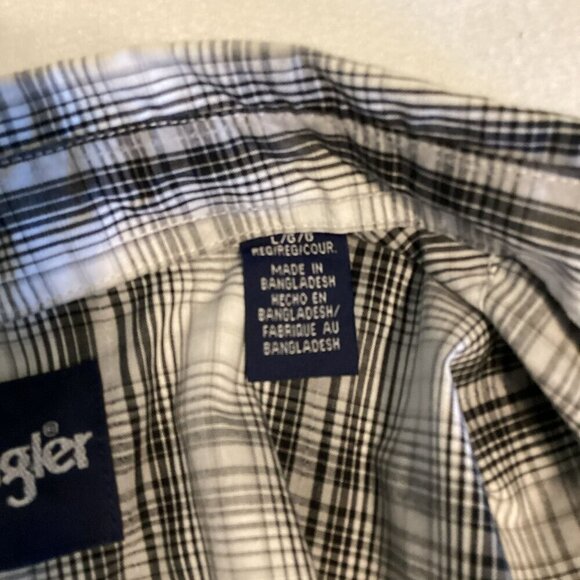 L/G/G
REG/REG/COUR.
MADE IN
BANGLADESH
HECHO EN
BANGLADESH/
FABRIQUE AU
BANGLADESH
gler®